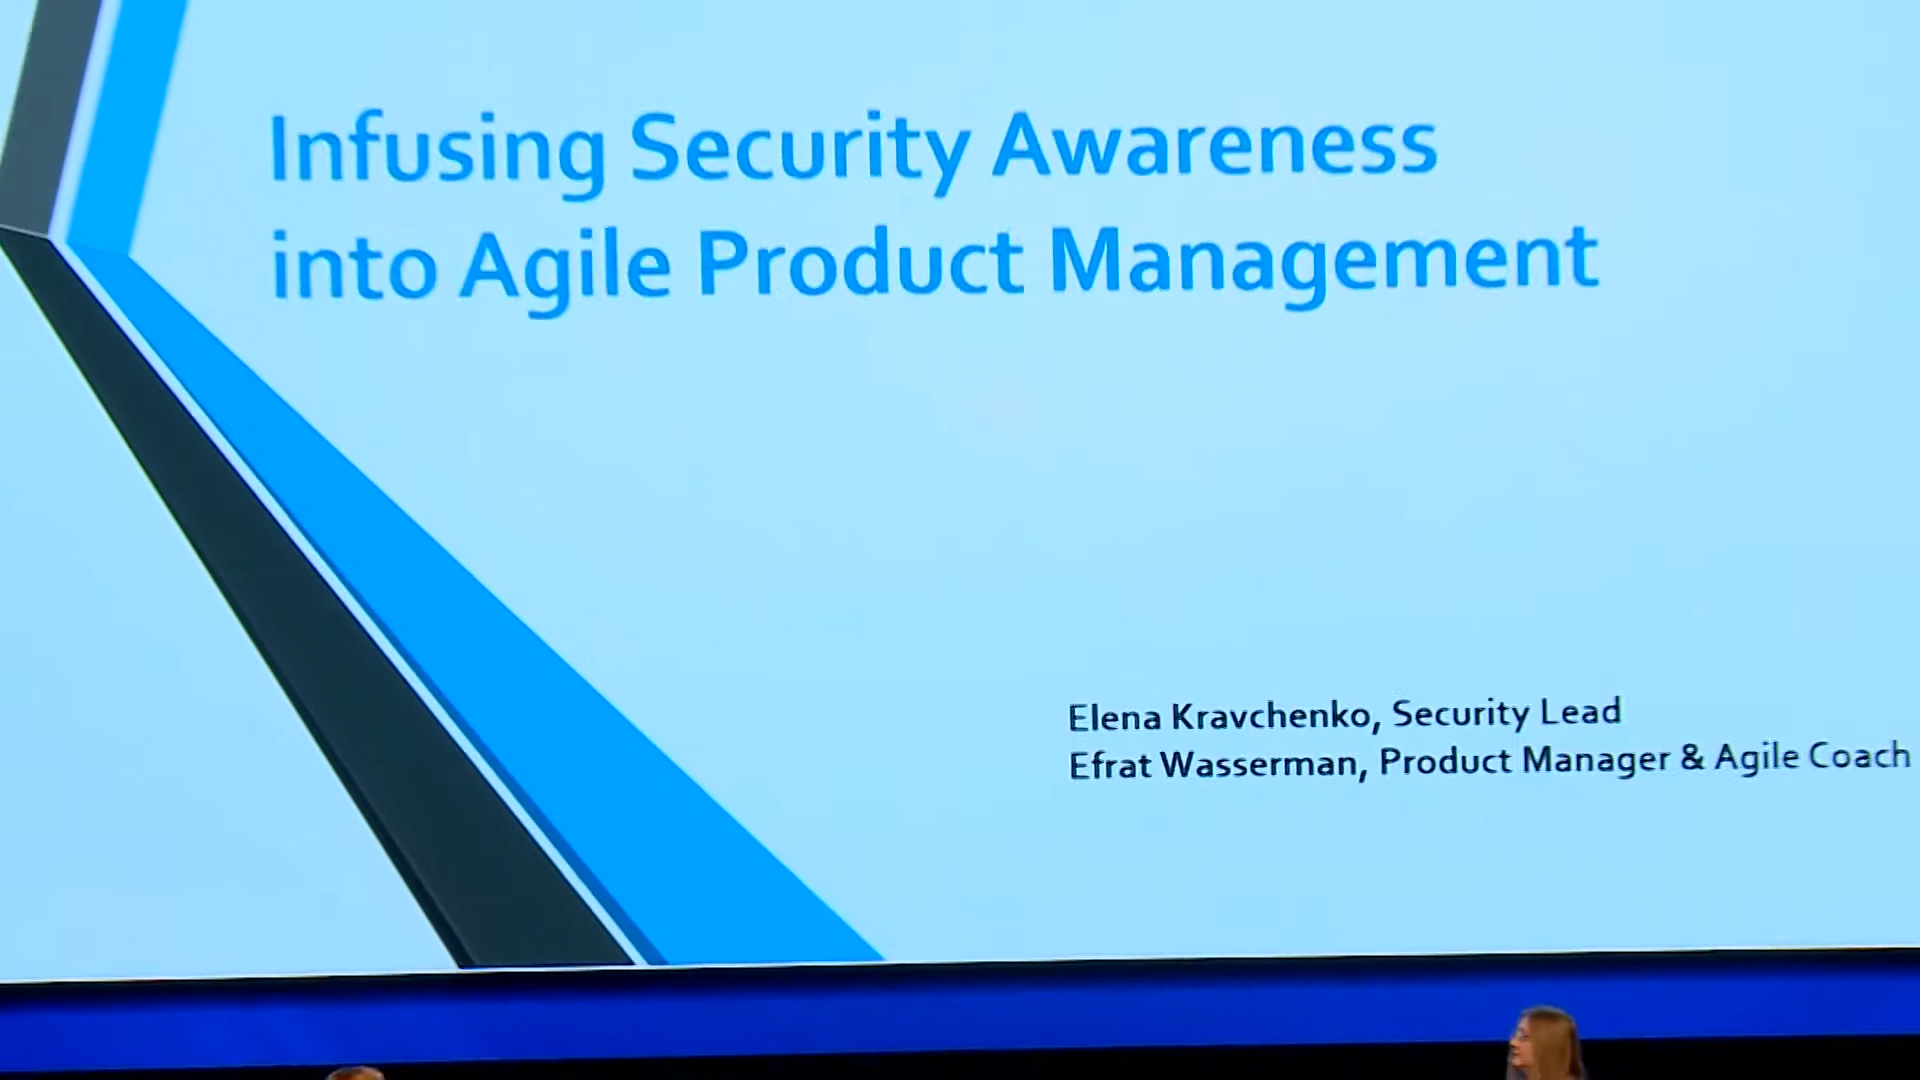 Infusing Security Awareness
into Agile Product Management
Elena Kravchenko, Security Lead
Efrat Wasserman, Product Manager & Agile Coach